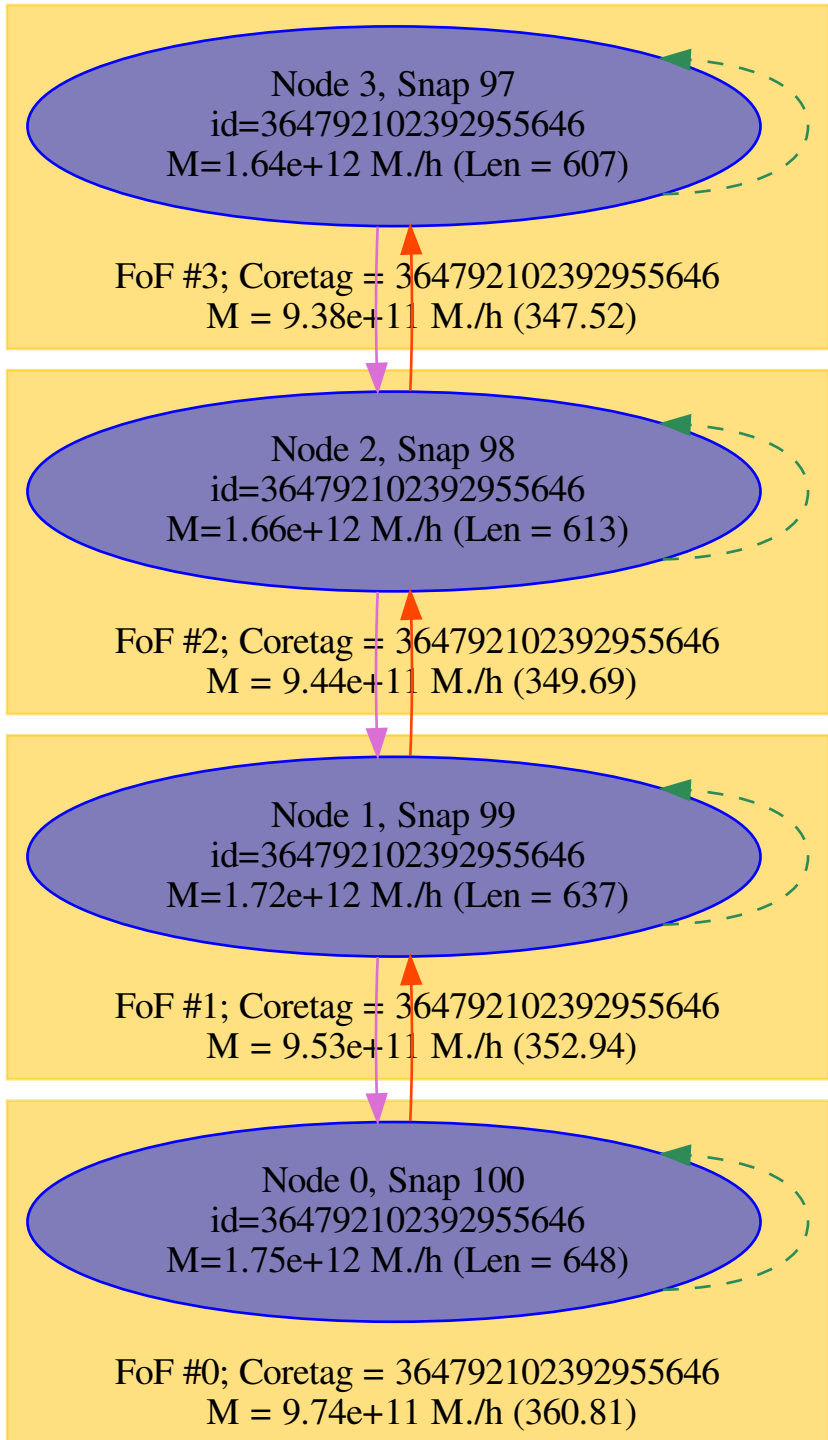 Node 3, Snap 97
id=364792102392955646
M=1.64e+12 M./h (Len = 607)
FoF #3; Coretag = 364792102392955646
M = 9.38e+11 M./h (347.52)
Node 2, Snap 98
id=364792102392955646
M=1.66e+12 M./h (Len = 613)
FoF #2; Coretag = 364792102392955646
M = 9.44e+11 M./h (349.69)
Node 1, Snap 99
id=364792102392955646
M=1.72e+12 M./h (Len = 637)
FoF #1; Coretag = 364792102392955646
M = 9.53e+11 M./h (352.94)
Node 0, Snap 100
id=364792102392955646
M=1.75e+12 M./h (Len = 648)
FoF #0; Coretag = 364792102392955646
M = 9.74e+11 M./h (360.81)